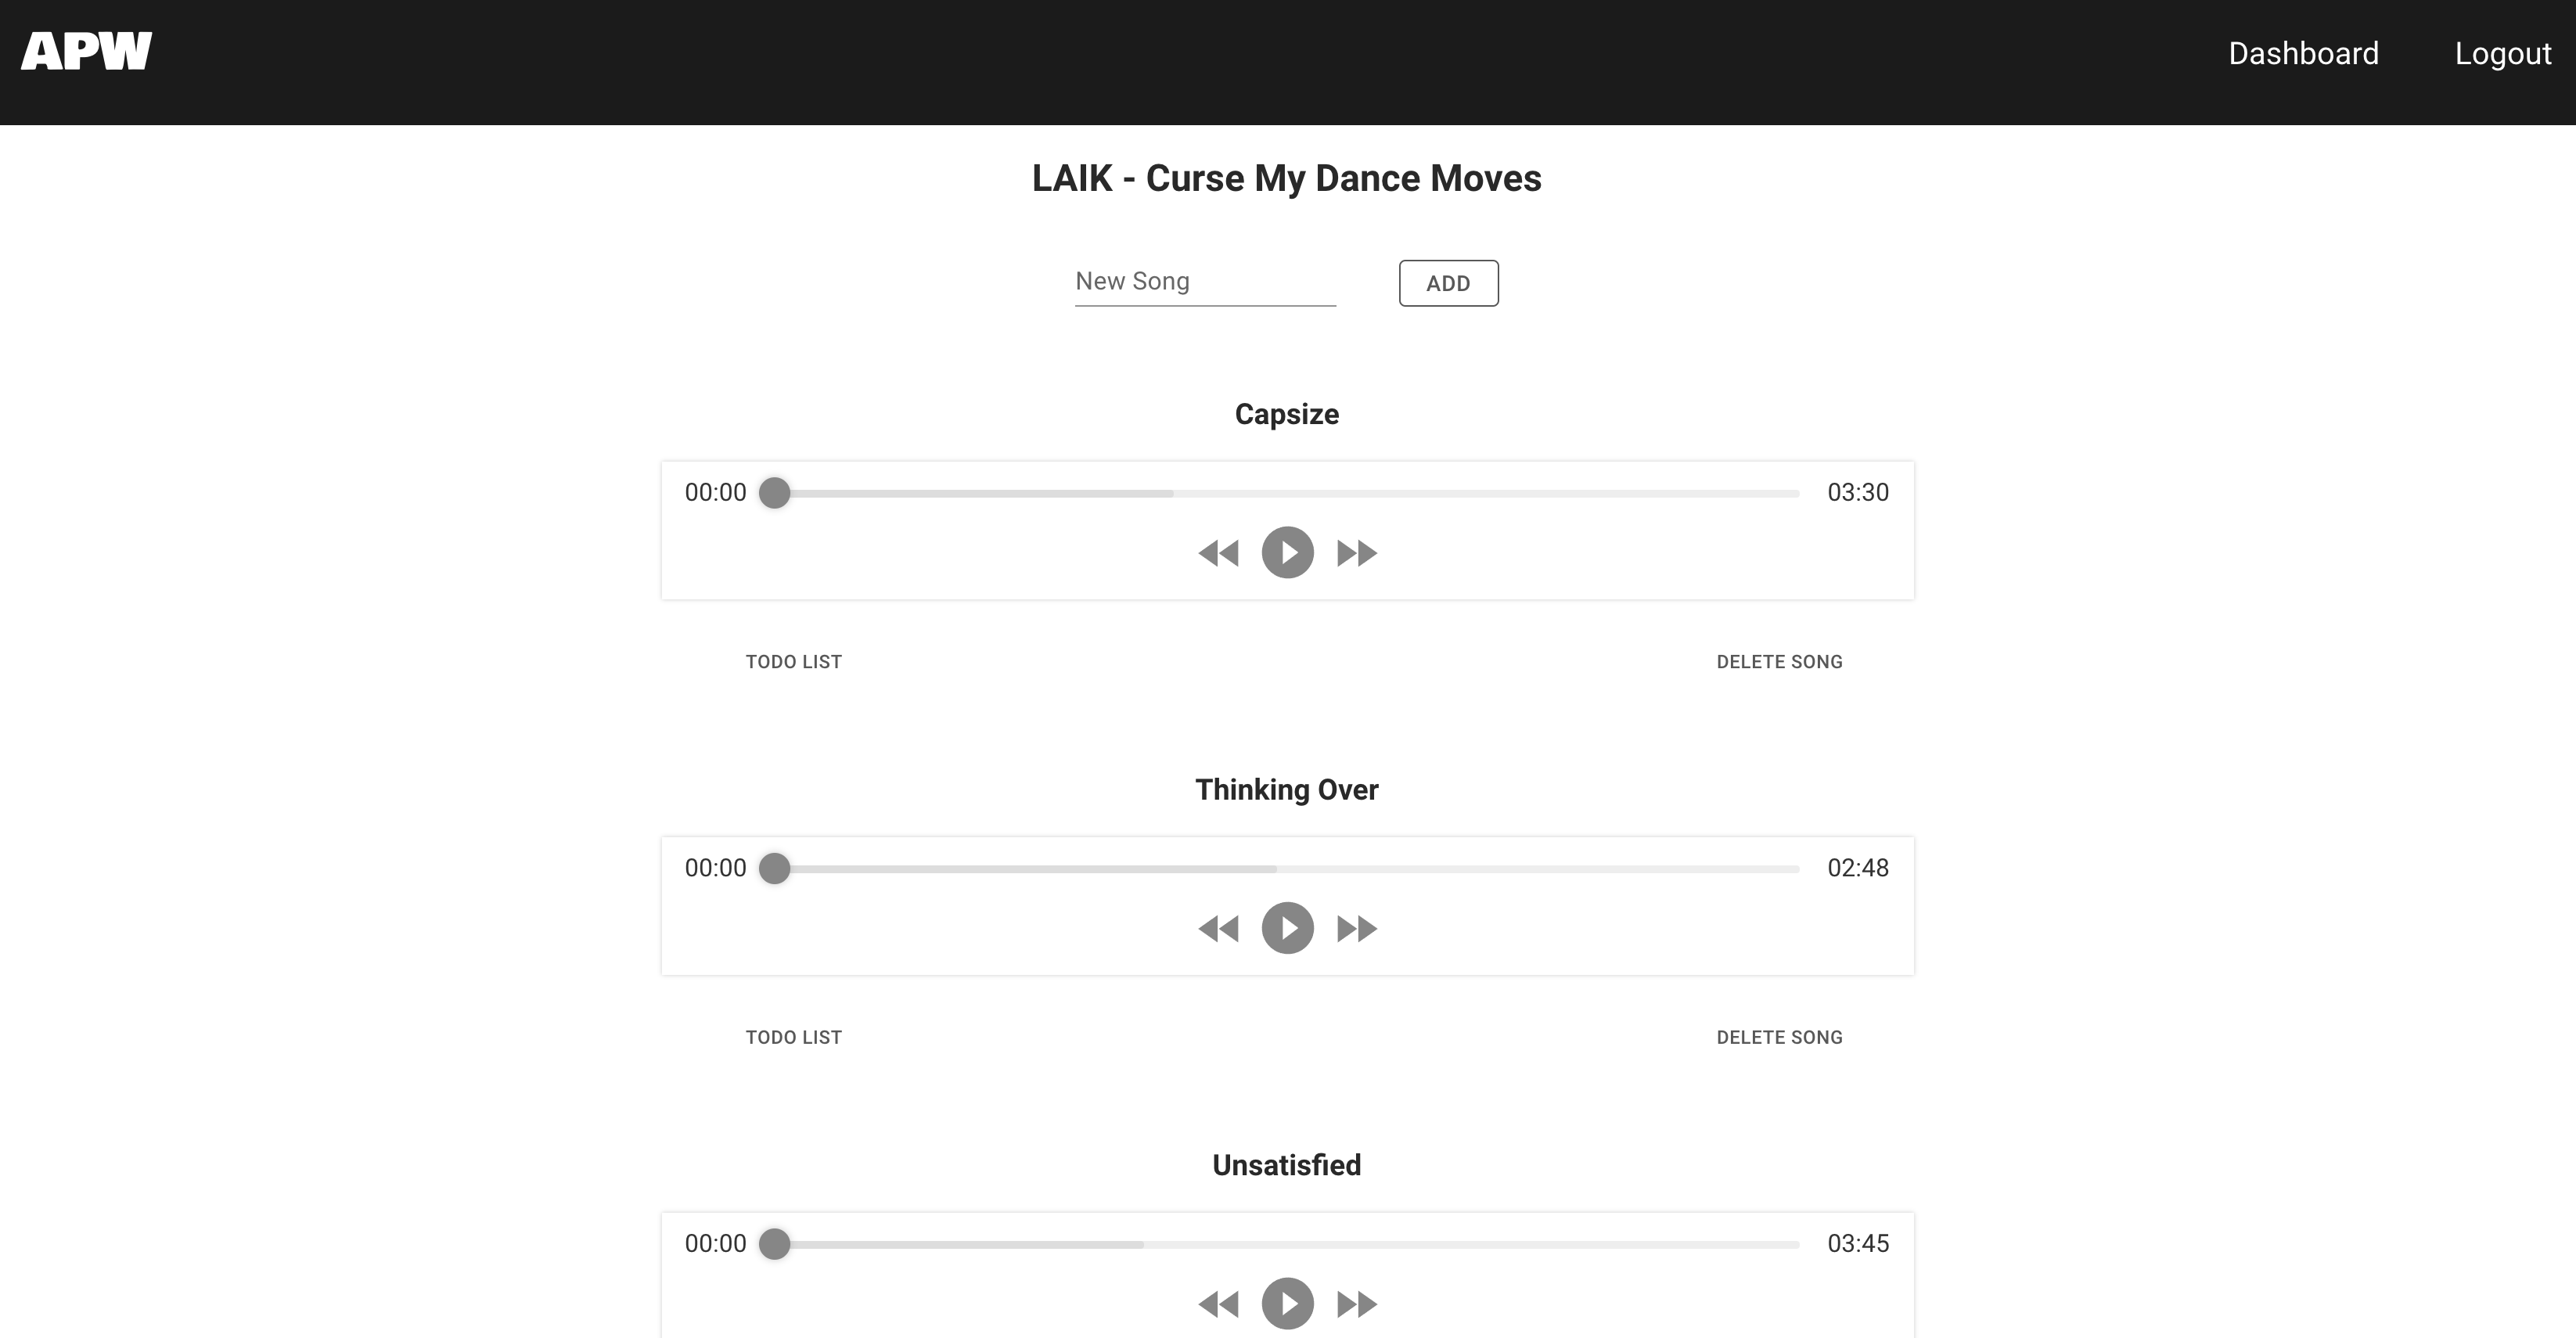 APW
Dashboard
Logout
LAIK - Curse My Dance Moves
New Song
ADD
Capsize
00:00
03:30
TODO LIST
DELETE SONG
Thinking Over
00:00
02:48
TODO LIST
DELETE SONG
Unsatisfied
00:00
03:45